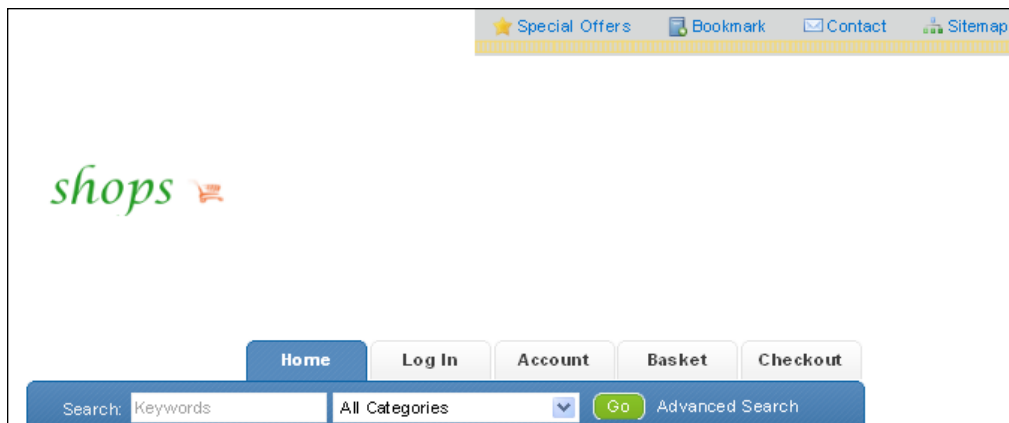 Special Offers Bookmark Contact Sitemap
shops
Home Log In Account Basket Checkout
Search: Keywords All Categories Go Advanced Search